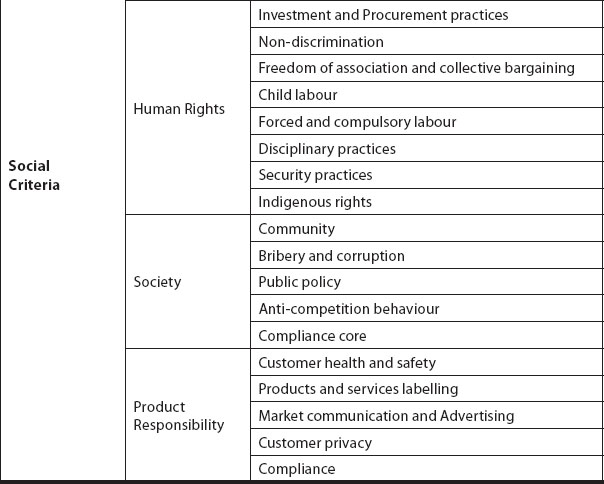 Social
Criteria
Human Rights
Investment and Procurement practices
Non-discrimination
Freedom of association and collective bargaining
Child labour
Forced and compulsory labour
Disciplinary practices
Security practices
Indigenous rights
Society
Community
Bribery and corruption
Public policy
Anti-competition behaviour
Compliance core
Product
Responsibility
Customer health and safety
Products and services labelling
Market communication and Advertising
Customer privacy
Compliance